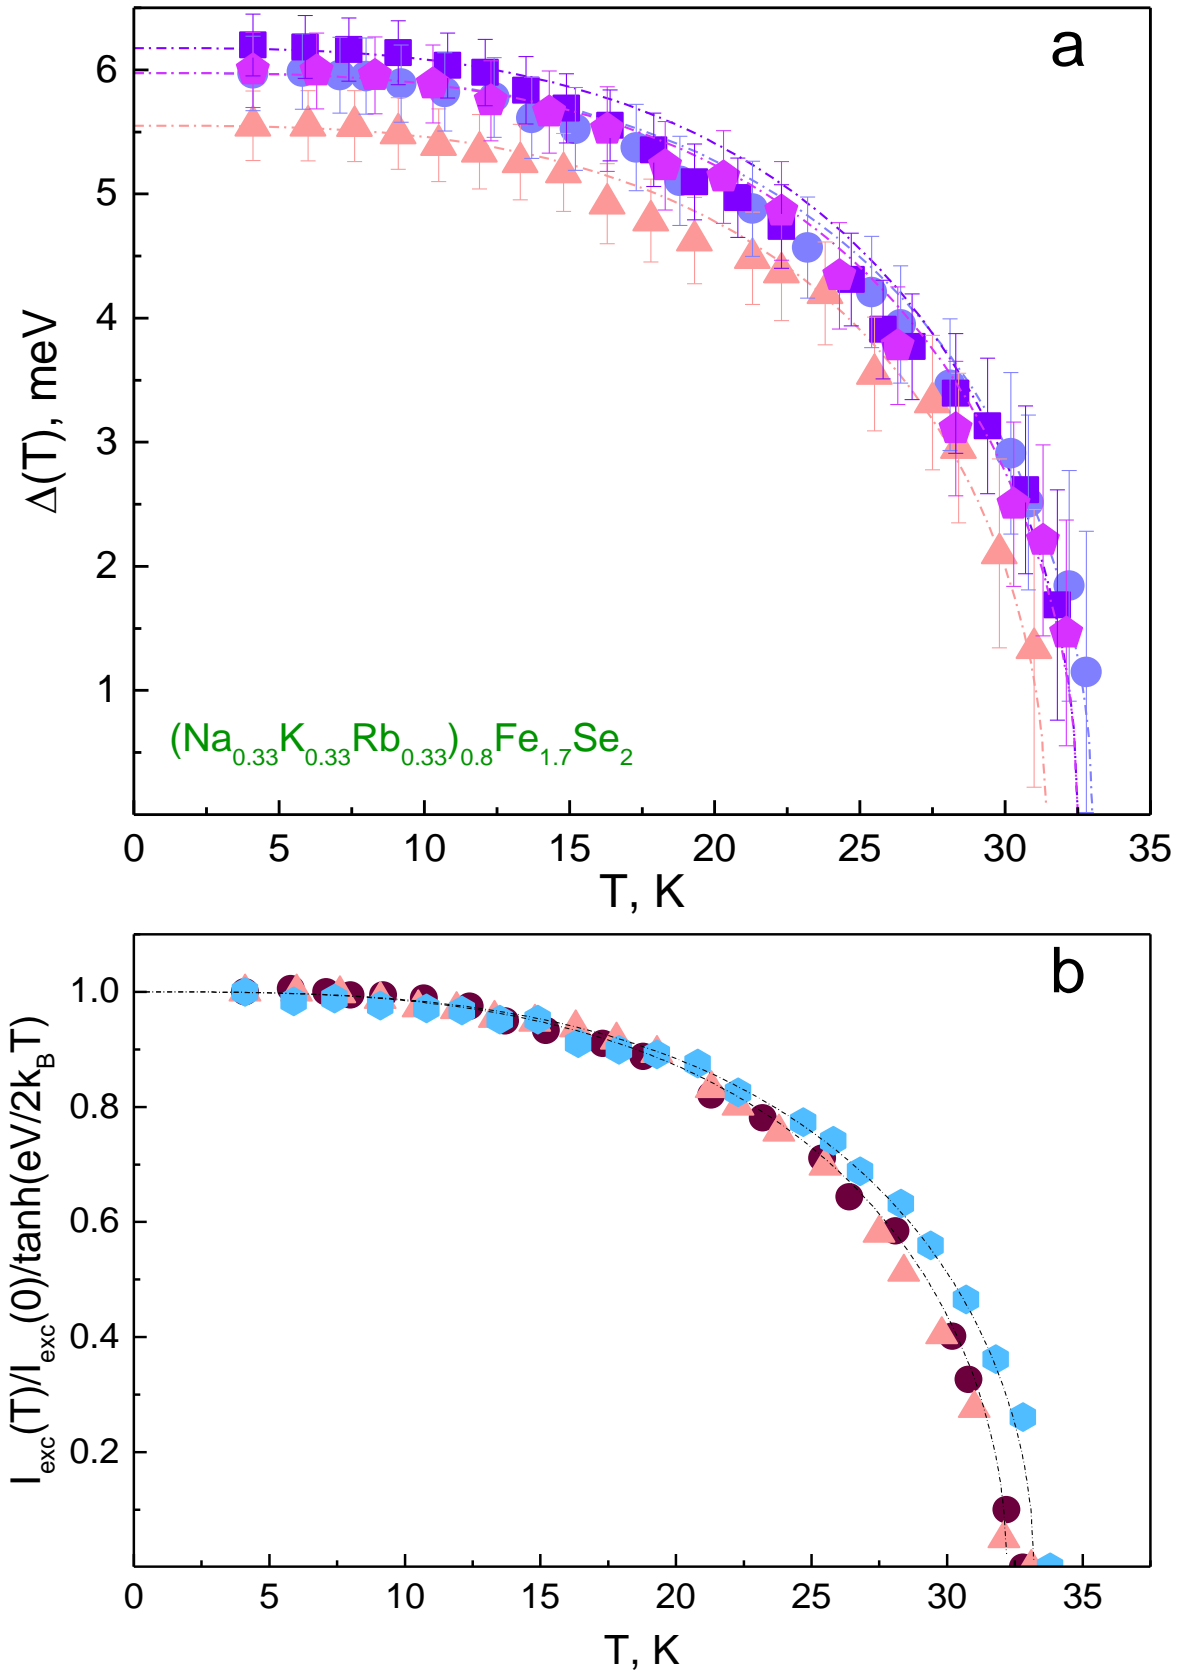 a
6
5
4
3
2
1
Δ(T), meV
(Na0.33K0.33Rb0.33)0.8Fe1.7Se2
0 5 10 15 20 25 30 35
T, K
b
1.0
0.8
0.6
0.4
0.2
Iexc(T)/Iexc(0)/tanh(eV/2kBT)
0 5 10 15 20 25 30 35
T, K